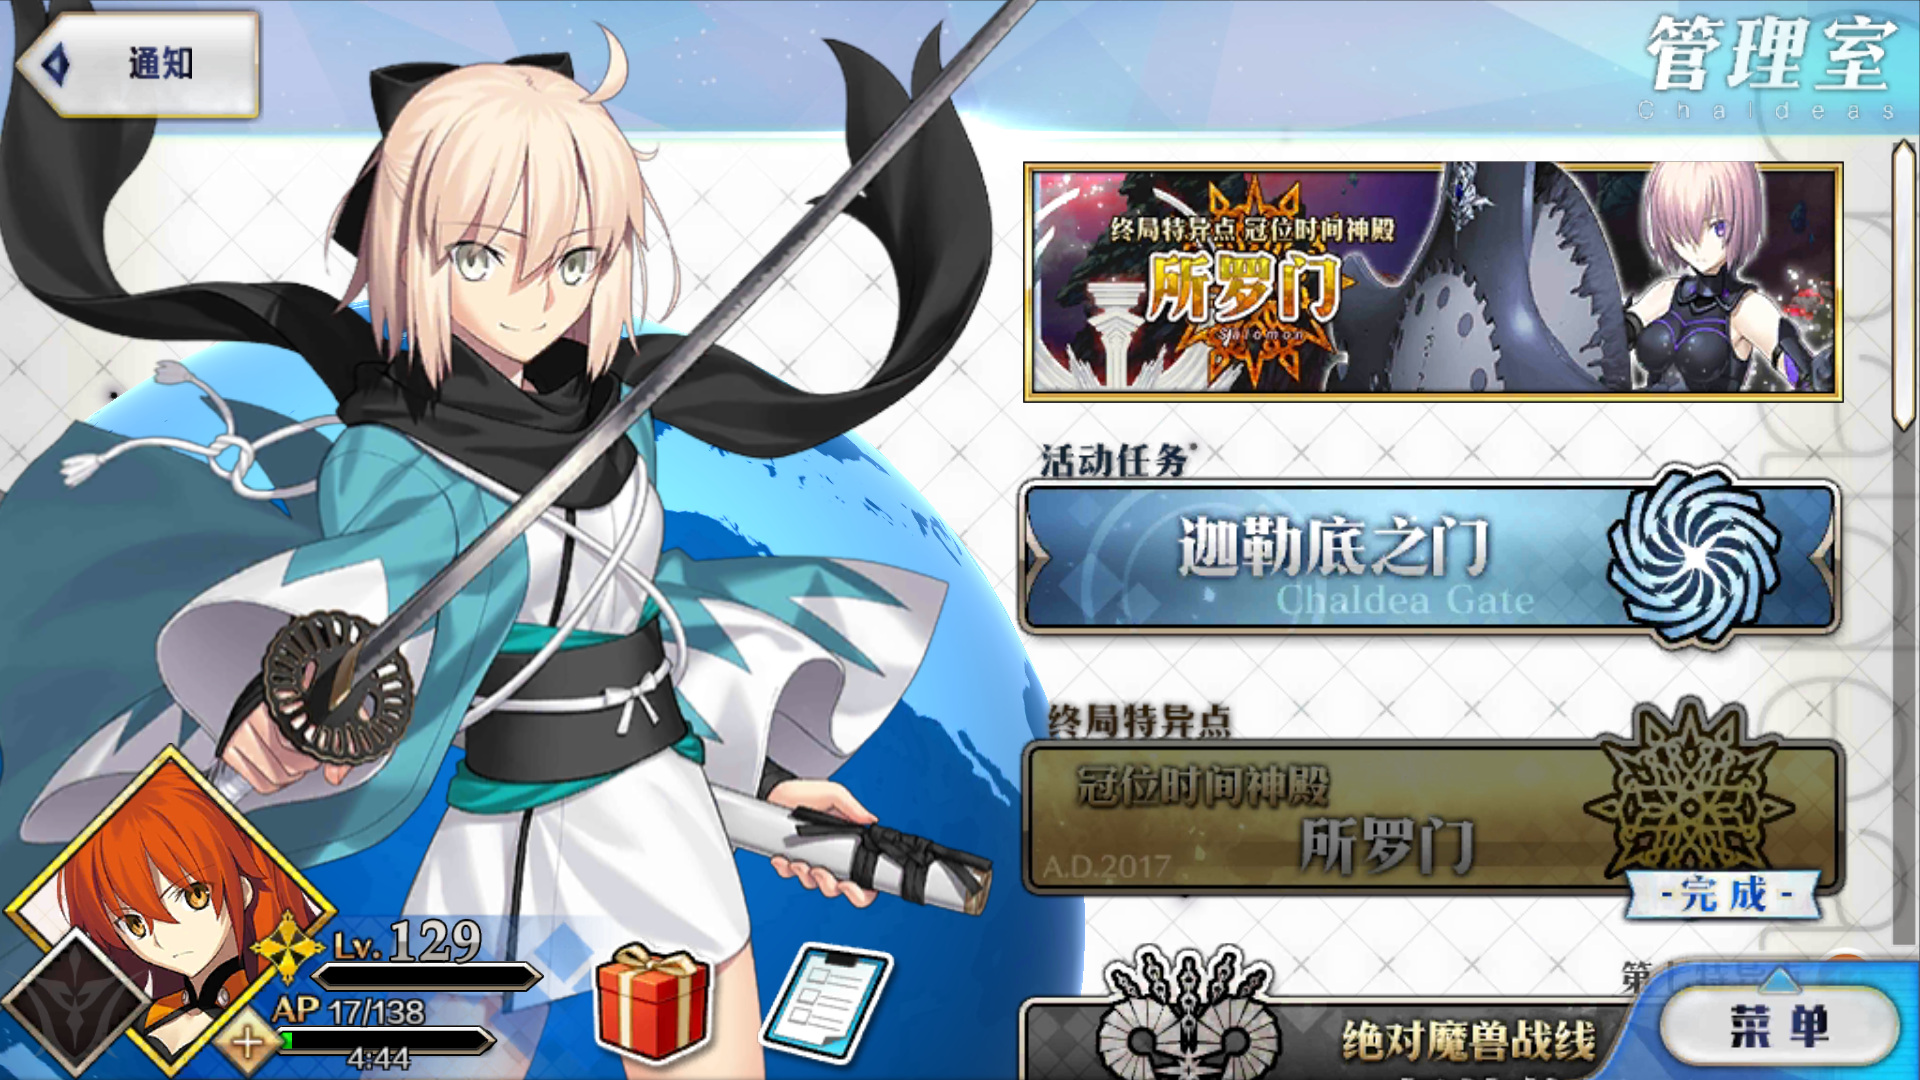 通知
管理室
Chaldeas
终局特异点 冠位时间神殿
所罗门
Salomon
活动任务
迦勒底之门
Chaldea Gate
终局特异点
冠位时间神殿
所罗门
A.D.2017
-完成-
Lv.129
AP 17/138
4:44
绝对魔兽战线
菜单